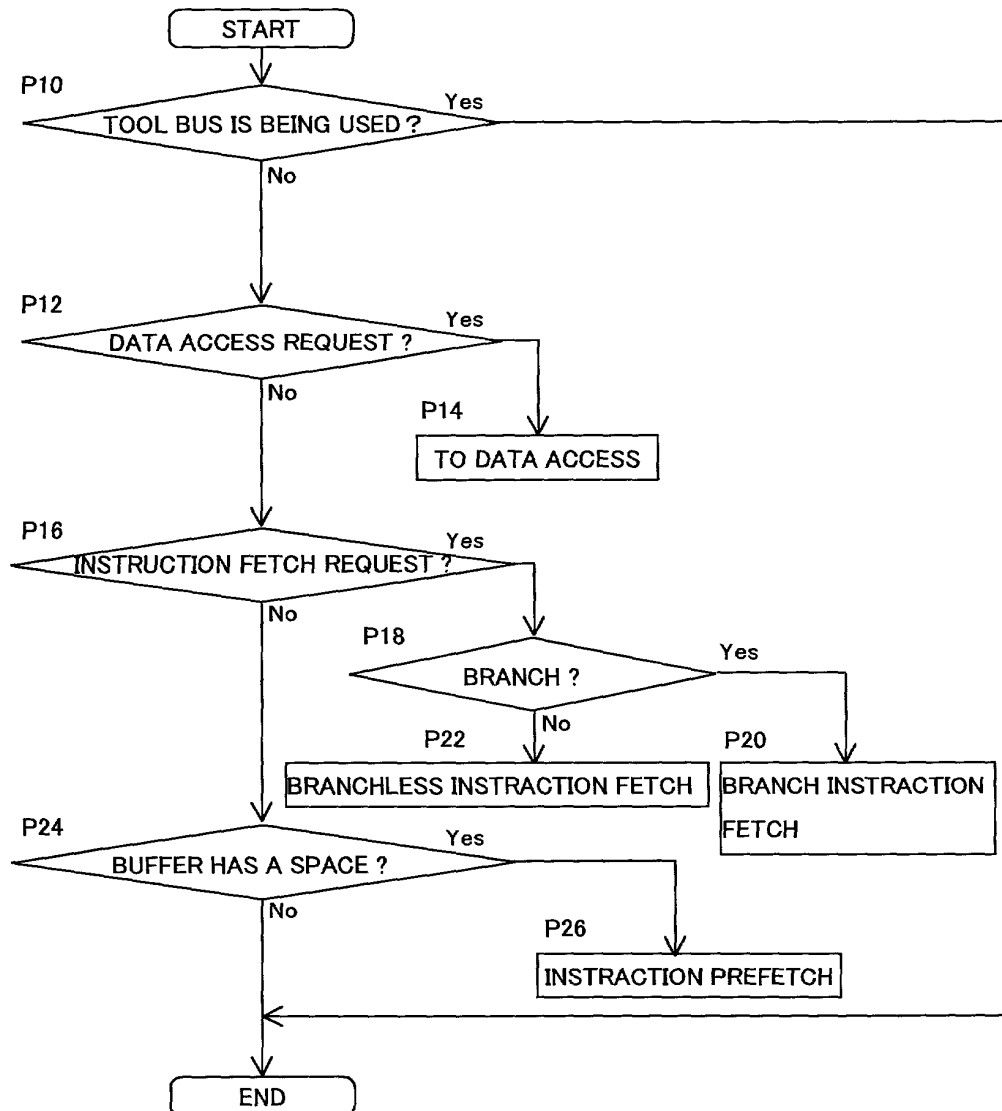 START
P10
Yes
TOOL BUS IS BEING USED ?
No
P12
Yes
DATA ACCESS REQUEST ?
No
P14
TO DATA ACCESS
P16
Yes
INSTRUCTION FETCH REQUEST ?
No
P18
Yes
BRANCH ?
No
P22
BRANCHLESS INSTRACTION FETCH
P20
BRANCH INSTRACTION
FETCH
P24
Yes
BUFFER HAS A SPACE ?
No
P26
INSTRACTION PREFETCH
END